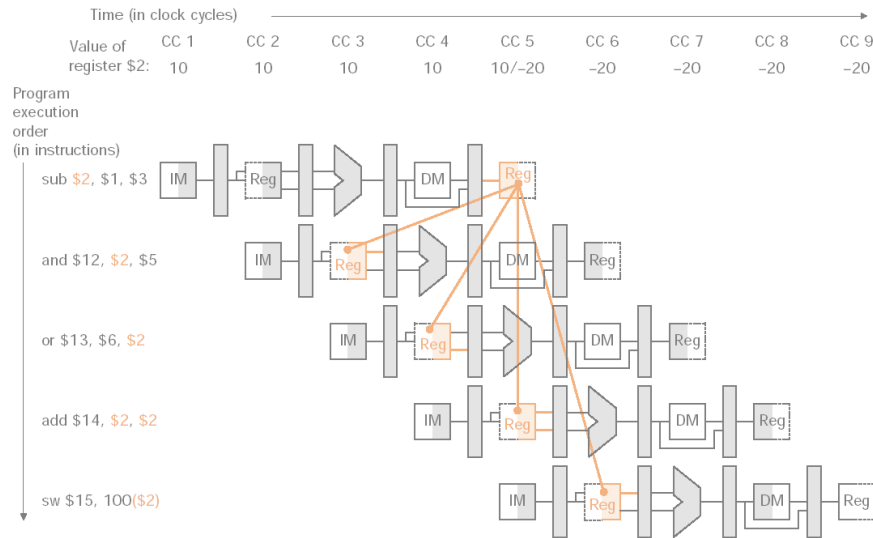 Time (in clock cycles)
Value of register $2:
CC 1 CC 2 CC 3 CC 4 CC 5 CC 6 CC 7 CC 8 CC 9
10 10 10 10 10/–20 –20 –20 –20 –20
Program
execution
order
(in instructions)
sub $2, $1, $3
IM Reg DM Reg
and $12, $2, $5
IM Reg DM Reg
or $13, $6, $2
IM Reg DM Reg
add $14, $2, $2
IM Reg DM Reg
sw $15, 100($2)
IM Reg DM Reg